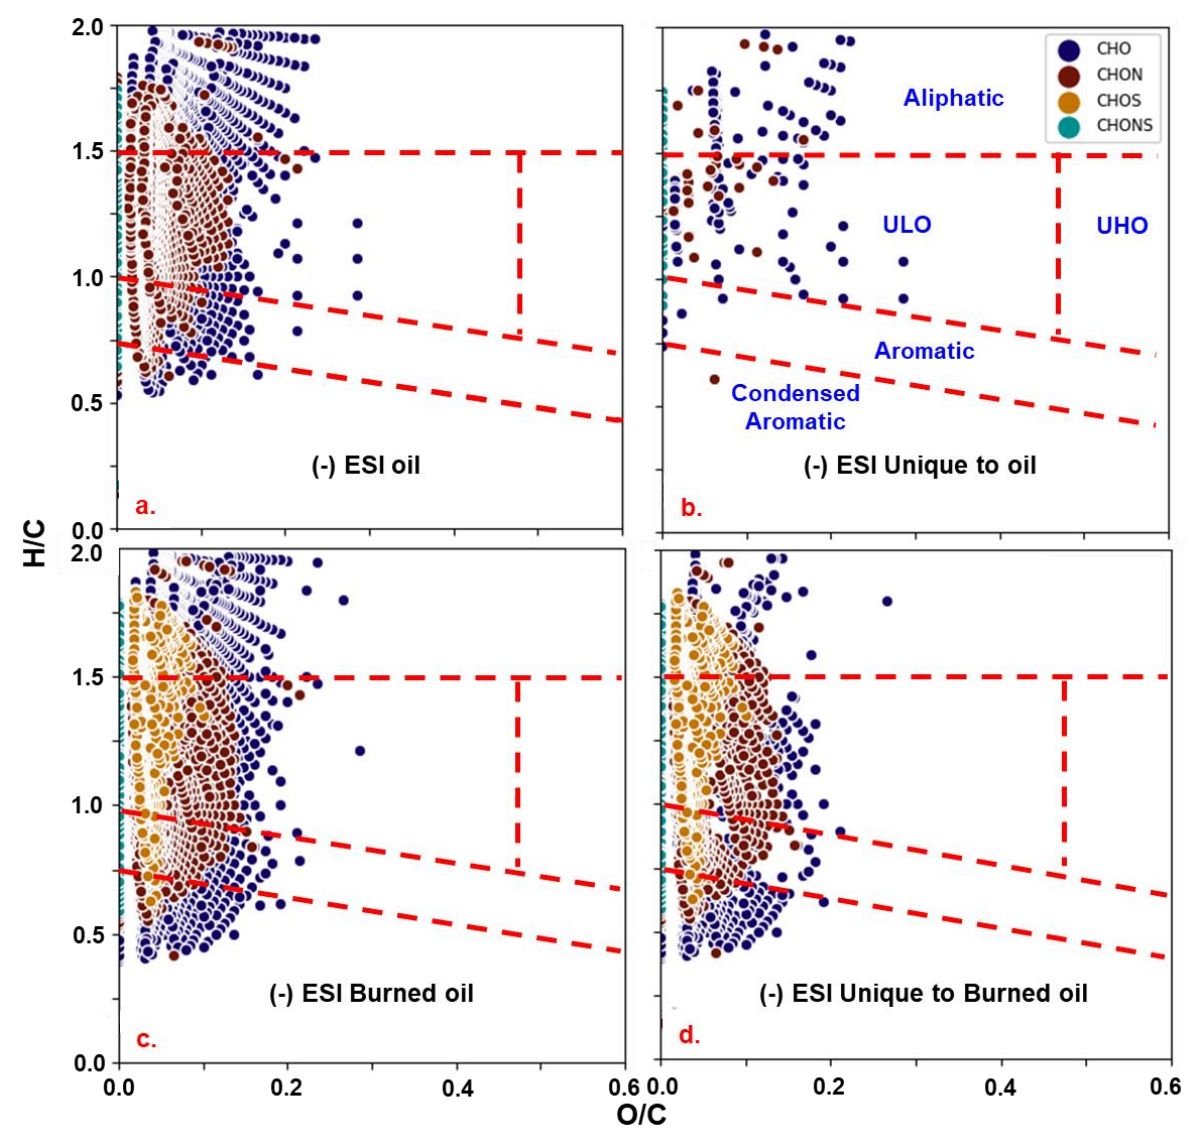 2.0
1.5
1.0
0.5
0.0
(-) ESI oil
a.
CHO
CHON
CHOS
CHONS
Aliphatic
ULO
UHO
Aromatic
Condensed
Aromatic
(-) ESI Unique to oil
b.
H/C
2.0
1.5
1.0
0.5
0.0
(-) ESI Burned oil
c.
(-) ESI Unique to Burned oil
d.
0.0 0.2 0.4 0.6
0.0 0.2 0.4 0.6
O/C